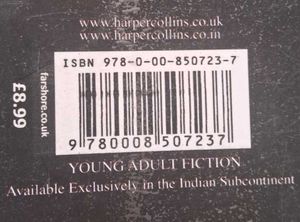 www.harpercollins.co.uk
www.harpercollins.co.in
ISBN 978-0-00-850723-7
9 780008 507237
farshore.co.uk
£8.99
YOUNG ADULT FICTION
Available Exclusively in the Indian Subcontinent